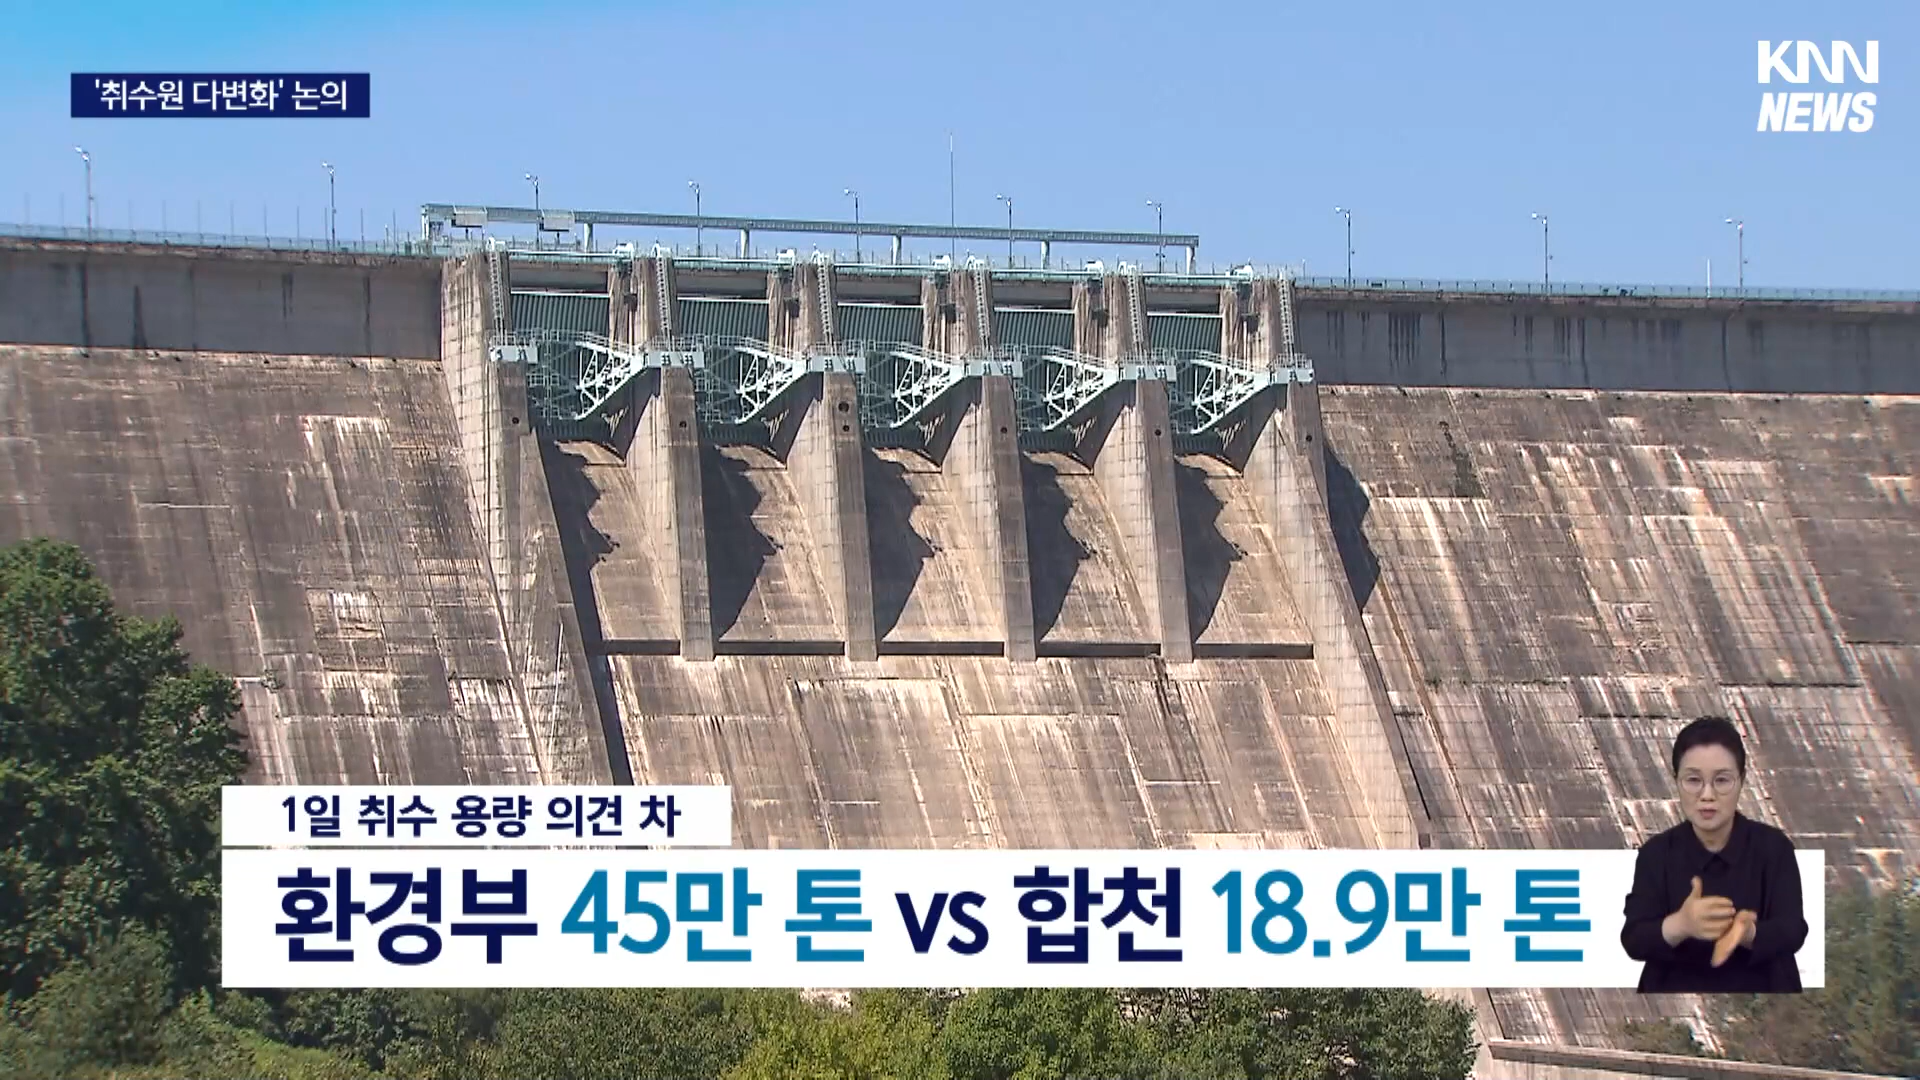 '취수원 다변화' 논의
KNN
NEWS
1일 취수 용량 의견 차
환경부 45만 톤 vs 합천 18.9만 톤